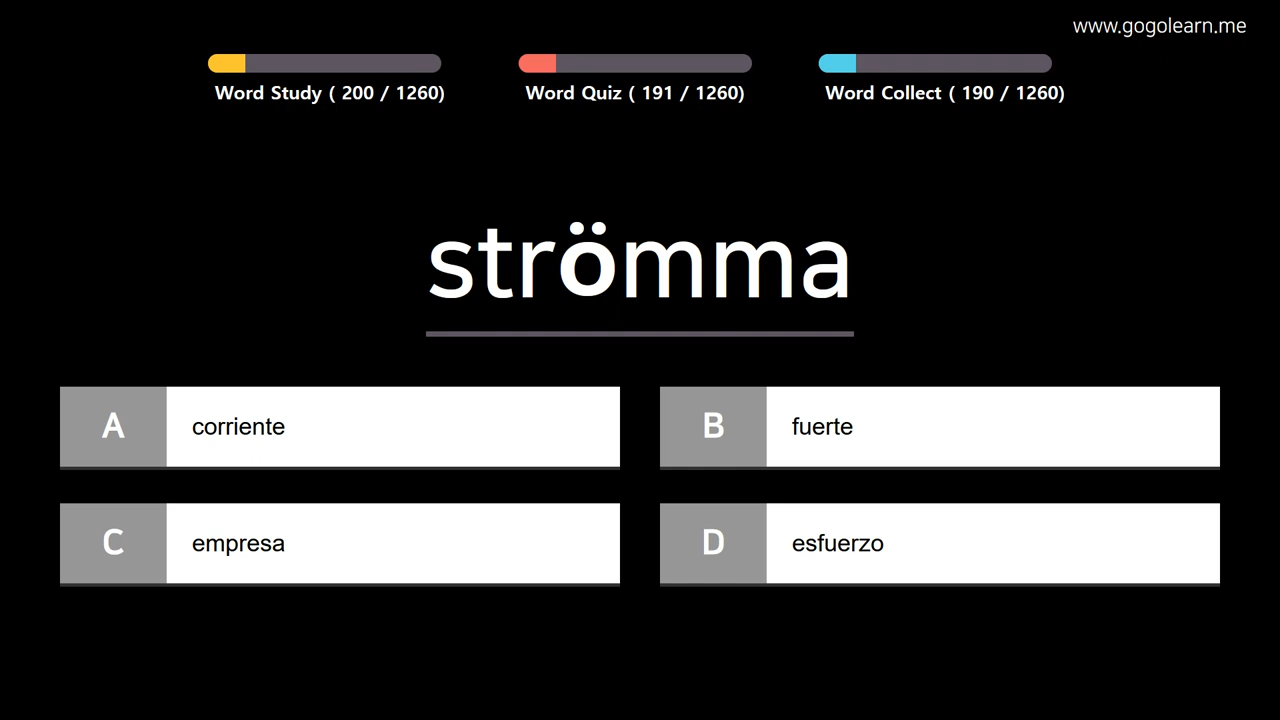 www.gogolearn.me
Word Study ( 200 / 1260)
Word Quiz ( 191 / 1260)
Word Collect ( 190 / 1260)
strömma
A corriente
B fuerte
C empresa
D esfuerzo